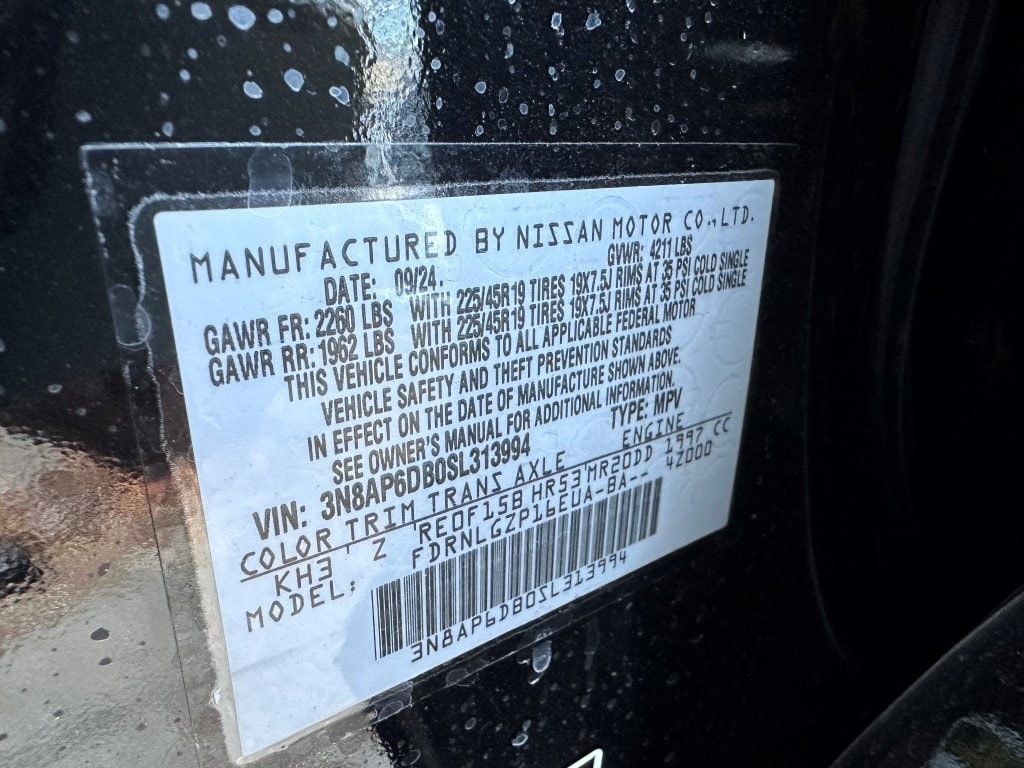 MANUFACTURED BY NISSAN MOTOR CO.,LTD.
DATE: 09/24. GVWR: 4211 LBS
GAWR FR: 2260 LBS WITH 225/45R19 TIRES 19X7.5J RIMS AT 35 PSI COLD SINGLE
GAWR RR: 1962 LBS WITH 225/45R19 TIRES 19X7.5J RIMS AT 35 PSI COLD SINGLE
THIS VEHICLE CONFORMS TO ALL APPLICABLE FEDERAL MOTOR
VEHICLE SAFETY AND THEFT PREVENTION STANDARDS
IN EFFECT ON THE DATE OF MANUFACTURE SHOWN ABOVE.
SEE OWNER'S MANUAL FOR ADDITIONAL INFORMATION.
VIN: 3N8AP6DB0SL313994 TYPE: MPV
COLOR TRIM TRANS AXLE ENGINE
KH3 , Z RE0F15B HR53 MR20DD 1997 CC
MODEL: FDRNLGZP16EUA-BA-- 4Z000
3N8AP6DB0SL313994